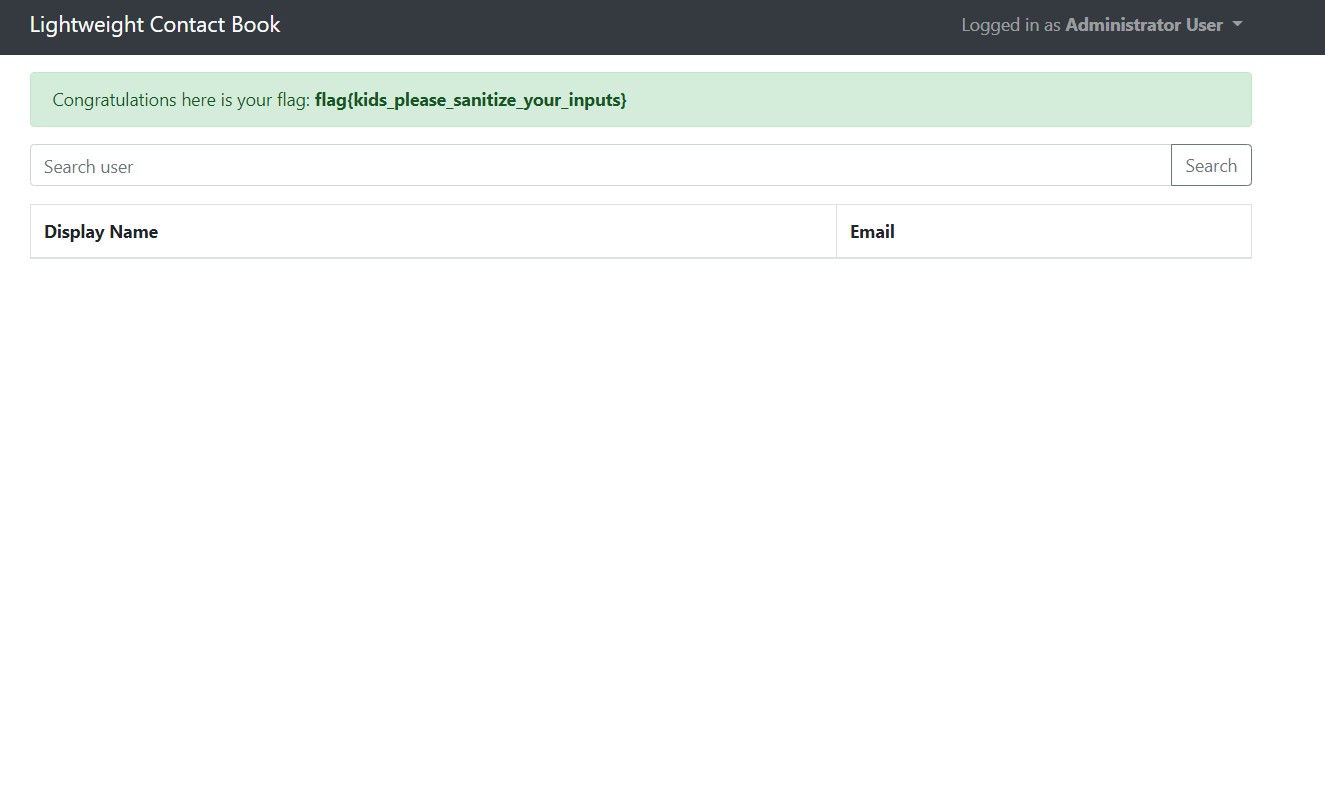 Lightweight Contact Book Logged in as Administrator User
Congratulations here is your flag: flag{kids_please_sanitize_your_inputs}
Search user Search
Display Name Email